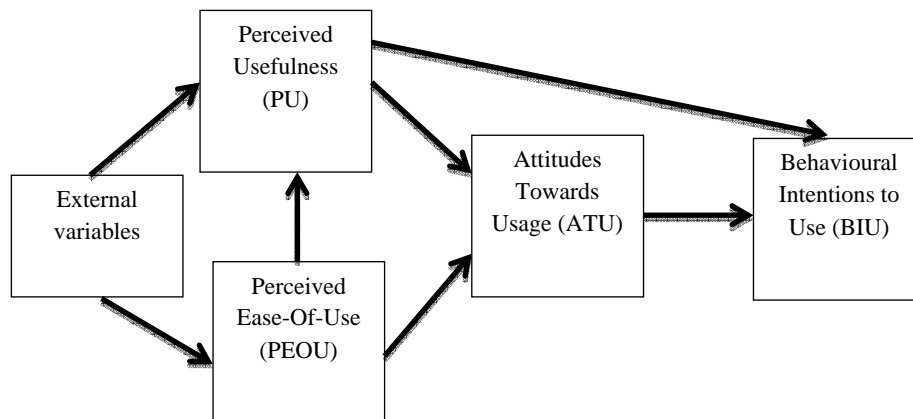 Perceived
Usefulness
(PU)
External
variables
Perceived
Ease-Of-Use
(PEOU)
Attitudes
Towards
Usage (ATU)
Behavioural
Intentions to
Use (BIU)